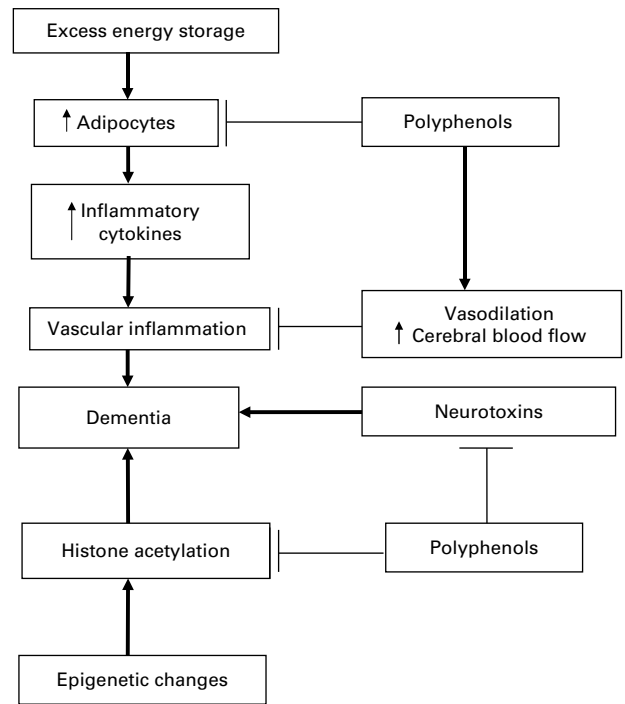 Excess energy storage
Adipocytes
Polyphenols
Inflammatory
cytokines
Vascular inflammation
Vasodilation
Cerebral blood flow
Dementia
Neurotoxins
Histone acetylation
Polyphenols
Epigenetic changes